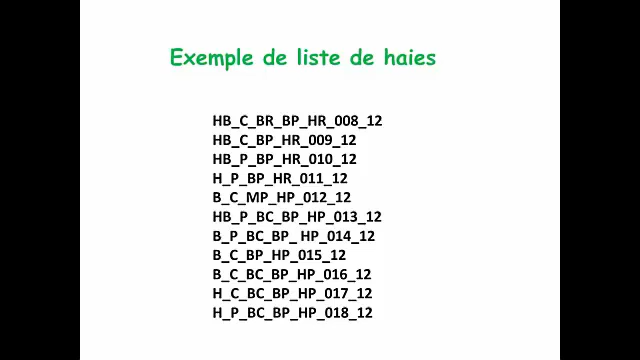 Exemple de liste de haies
HB_C_BR_BP_HR_008_12
HB_C_BP_HR_009_12
HB_P_BP_HR_010_12
H_P_BP_HR_011_12
B_C_MP_HP_012_12
HB_P_BC_BP_HP_013_12
B_P_BC_BP_ HP_014_12
B_C_BP_HP_015_12
B_C_BC_BP_HP_016_12
H_C_BC_BP_HP_017_12
H_P_BC_BP_HP_018_12